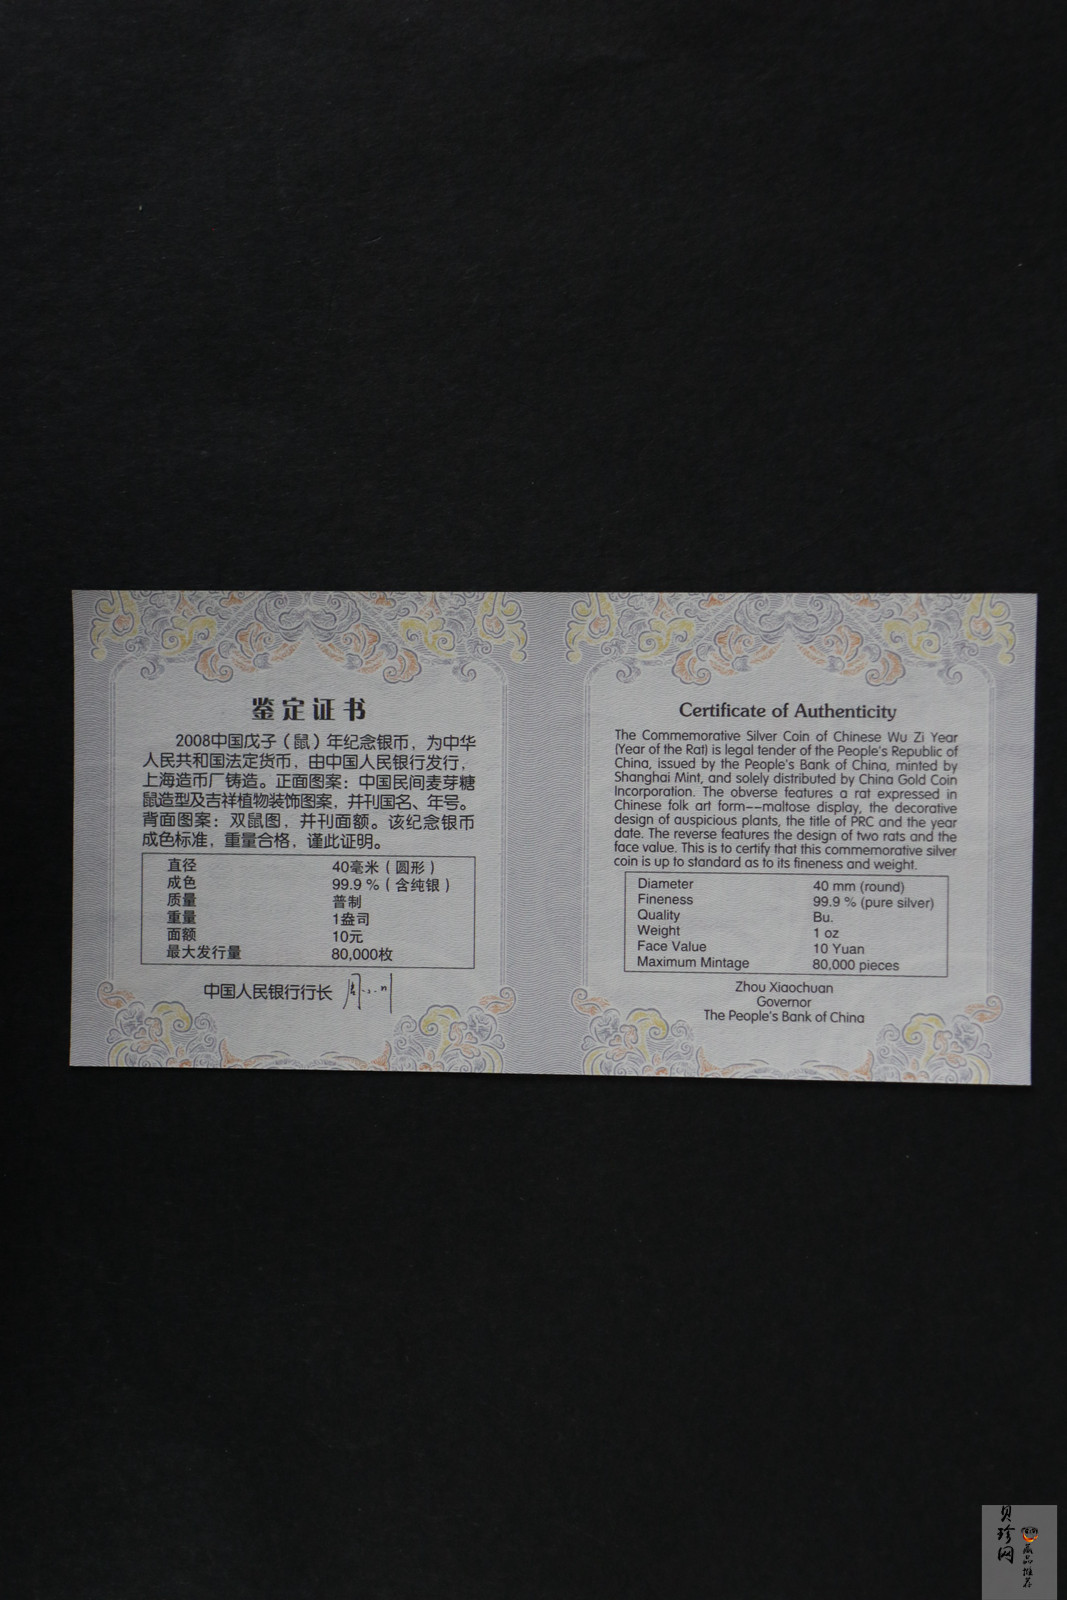 鉴定证书
2008中国戊子（鼠）年纪念银币，为中华
人民共和国法定货币，由中国人民银行发行，
上海造币厂铸造。正面图案：中国民间麦芽糖
鼠造型及吉祥植物装饰图案，并刊国名、年号。
背面图案：双鼠图，并刊面额。该纪念银币
成色标准，重量合格，谨此证明。
直径 40毫米（圆形）
成色 99.9 %（含纯银）
质量 普制
重量 1盎司
面额 10元
最大发行量 80,000枚
中国人民银行行长
Certificate of Authenticity
The Commemorative Silver Coin of Chinese Wu Zi Year
(Year of the Rat) is legal tender of the People's Republic of
China, issued by the People's Bank of China, minted by
Shanghai Mint, and solely distributed by China Gold Coin
Incorporation. The obverse features a rat expressed in
Chinese folk art form--maltose display, the decorative
design of auspicious plants, the title of PRC and the year
date. The reverse features the design of two rats and the
face value. This is to certify that this commemorative silver
coin is up to standard as to its fineness and weight.
Diameter 40 mm (round)
Fineness 99.9 % (pure silver)
Quality Bu.
Weight 1 oz
Face Value 10 Yuan
Maximum Mintage 80,000 pieces
Zhou Xiaochuan
Governor
The People's Bank of China
贝珍网
藏品推荐